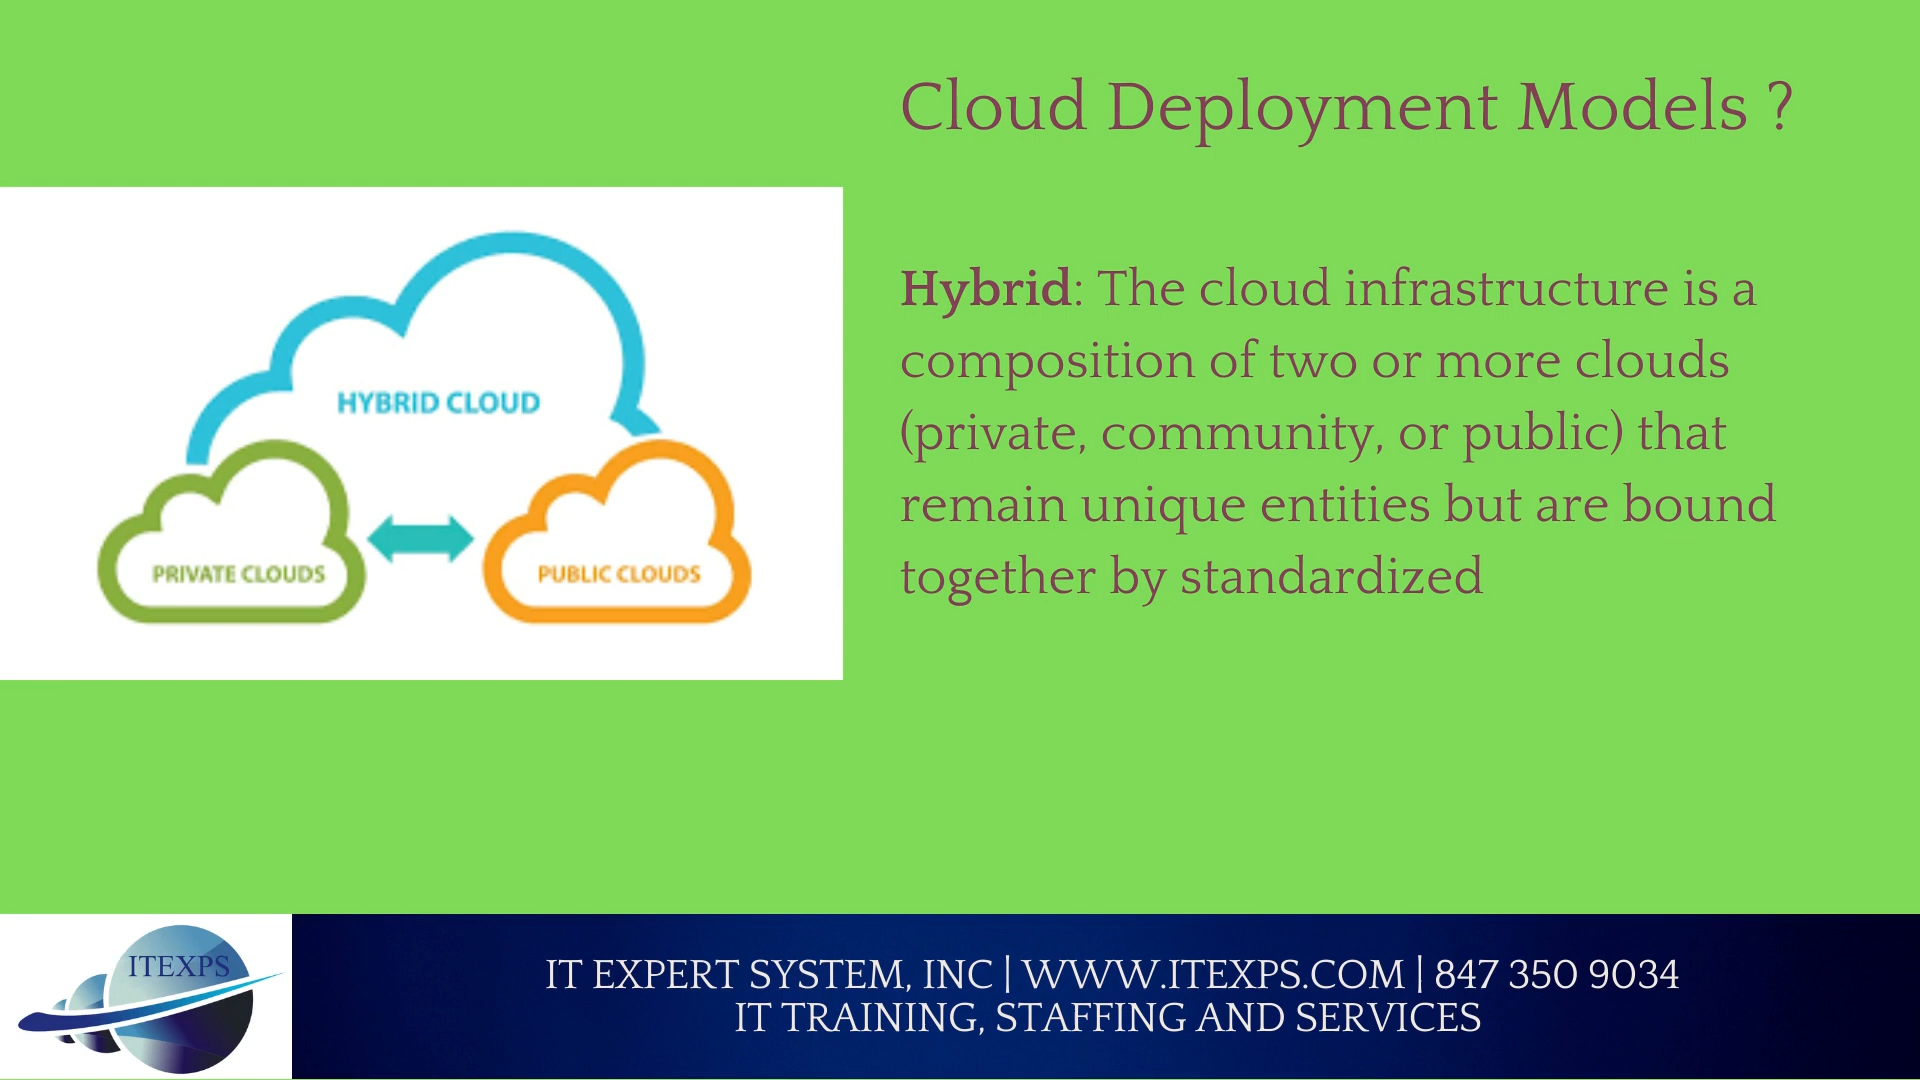 Cloud Deployment Models ?
HYBRID CLOUD
PRIVATE CLOUDS
PUBLIC CLOUDS
Hybrid: The cloud infrastructure is a
composition of two or more clouds
(private, community, or public) that
remain unique entities but are bound
together by standardized
ITEXPS
IT EXPERT SYSTEM, INC | WWW.ITEXPS.COM | 847 350 9034
IT TRAINING, STAFFING AND SERVICES